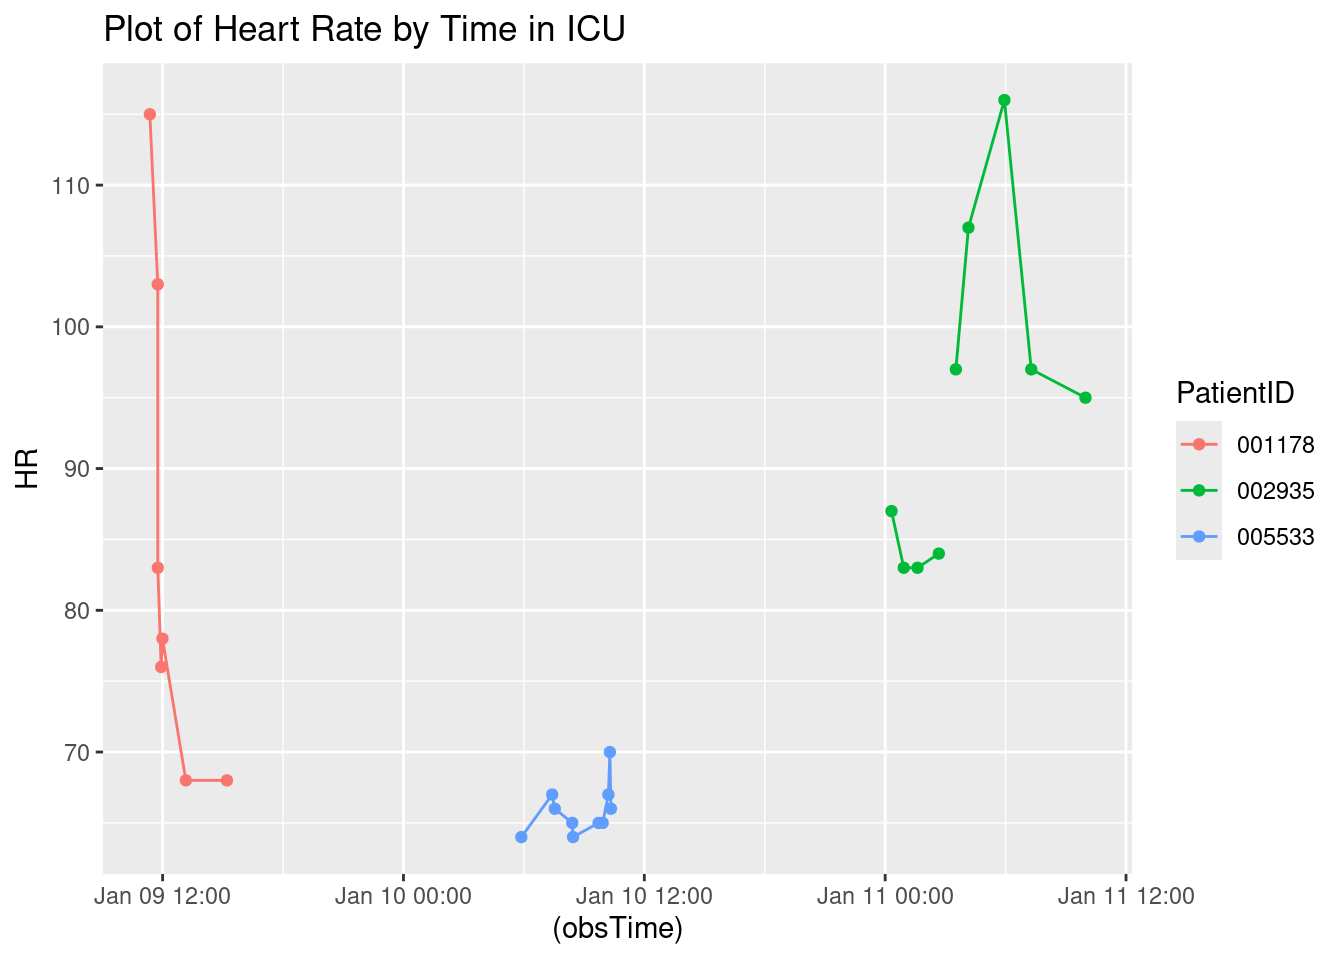 Plot of Heart Rate by Time in ICU
110
100
90
80
70
HR
Jan 09 12:00
Jan 10 00:00
Jan 10 12:00
Jan 11 00:00
Jan 11 12:00
(obsTime)
PatientID
001178
002935
005533